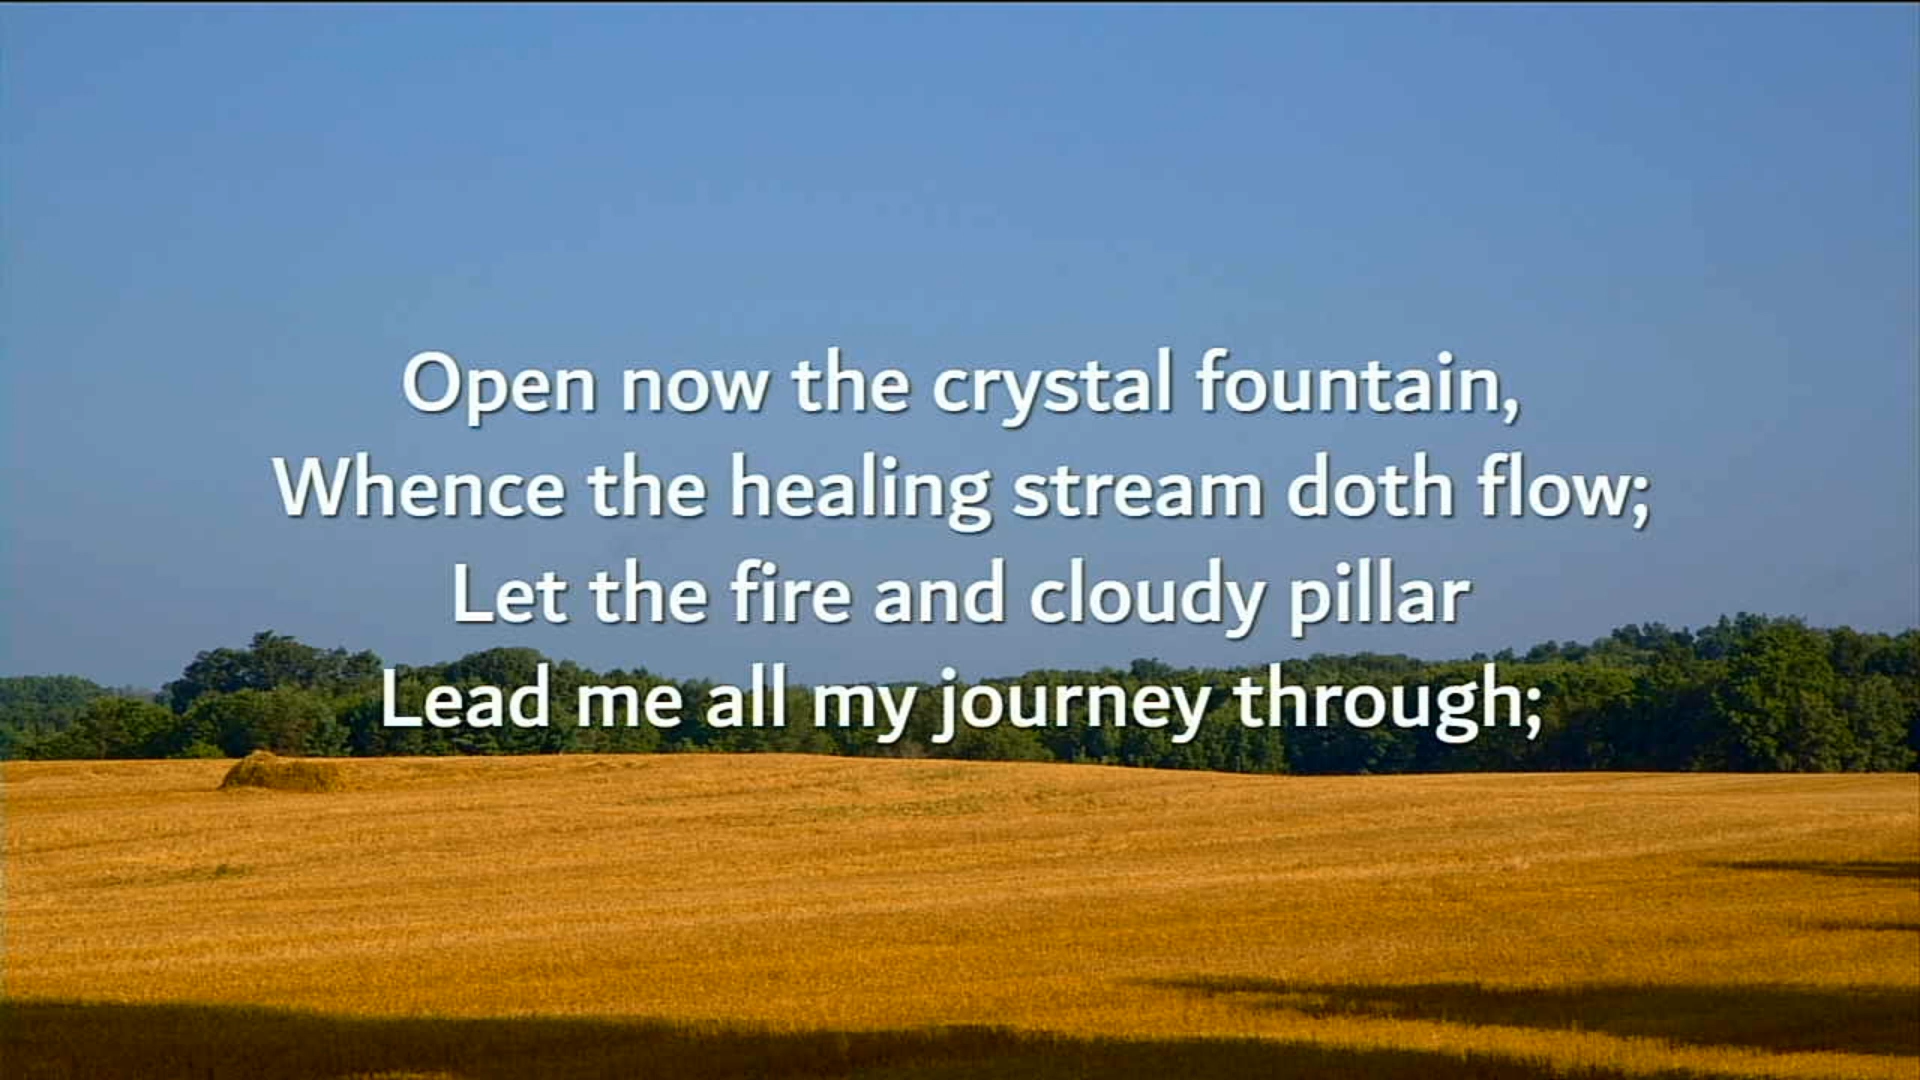 Open now the crystal fountain,
Whence the healing stream doth flow;
Let the fire and cloudy pillar
Lead me all my journey through;